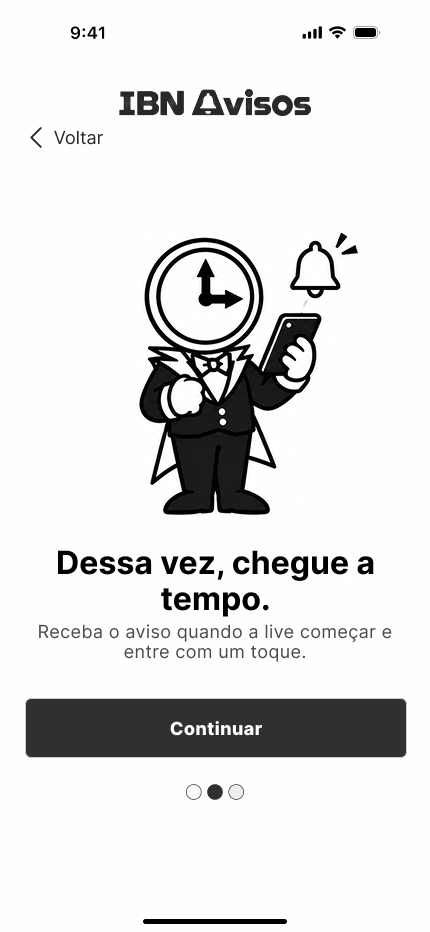 9:41
IBN Avisos
Voltar
Dessa vez, chegue a
tempo.
Receba o aviso quando a live começar e
entre com um toque.
Continuar